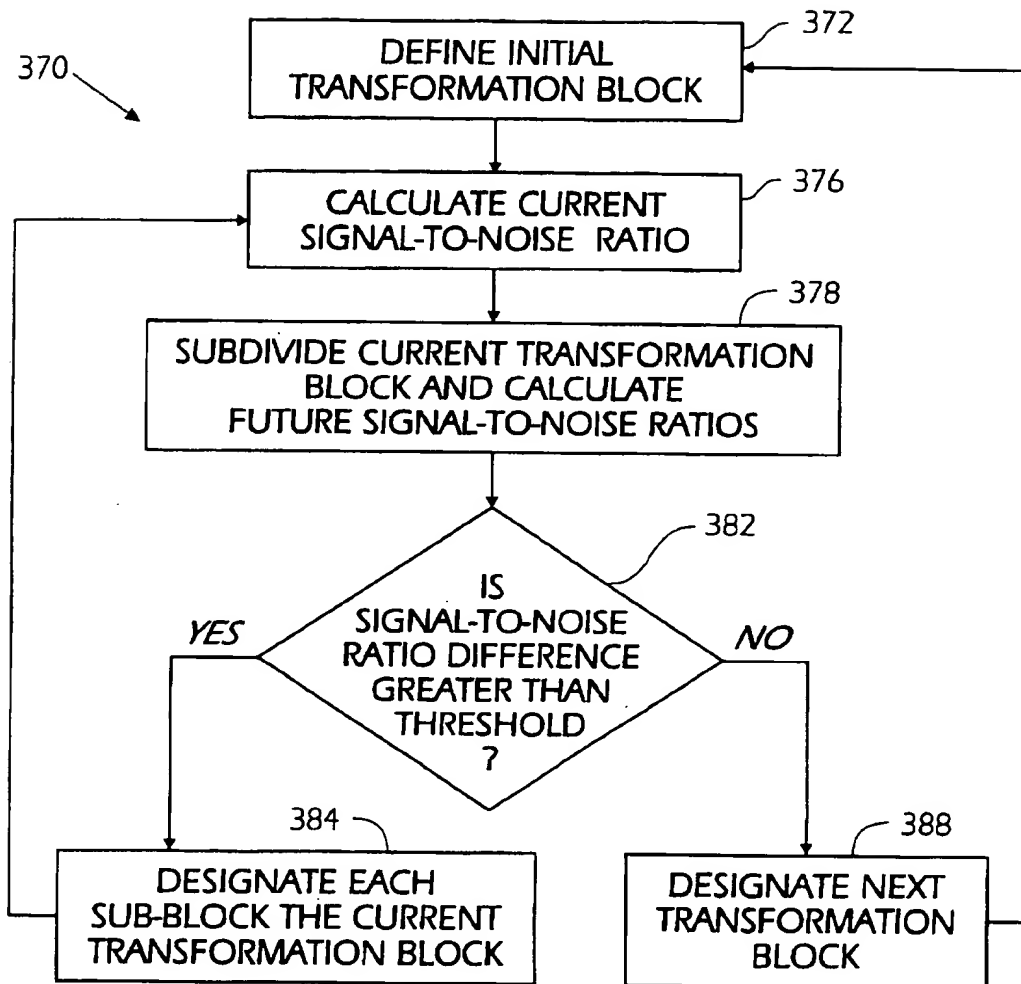 370
372
DEFINE INITIAL
TRANSFORMATION BLOCK
376
CALCULATE CURRENT
SIGNAL-TO-NOISE RATIO
378
SUBDIVIDE CURRENT TRANSFORMATION
BLOCK AND CALCULATE
FUTURE SIGNAL-TO-NOISE RATIOS
382
IS
SIGNAL-TO-NOISE
RATIO DIFFERENCE
GREATER THAN
THRESHOLD
?
YES
NO
384
DESIGNATE EACH
SUB-BLOCK THE CURRENT
TRANSFORMATION BLOCK
388
DESIGNATE NEXT
TRANSFORMATION
BLOCK